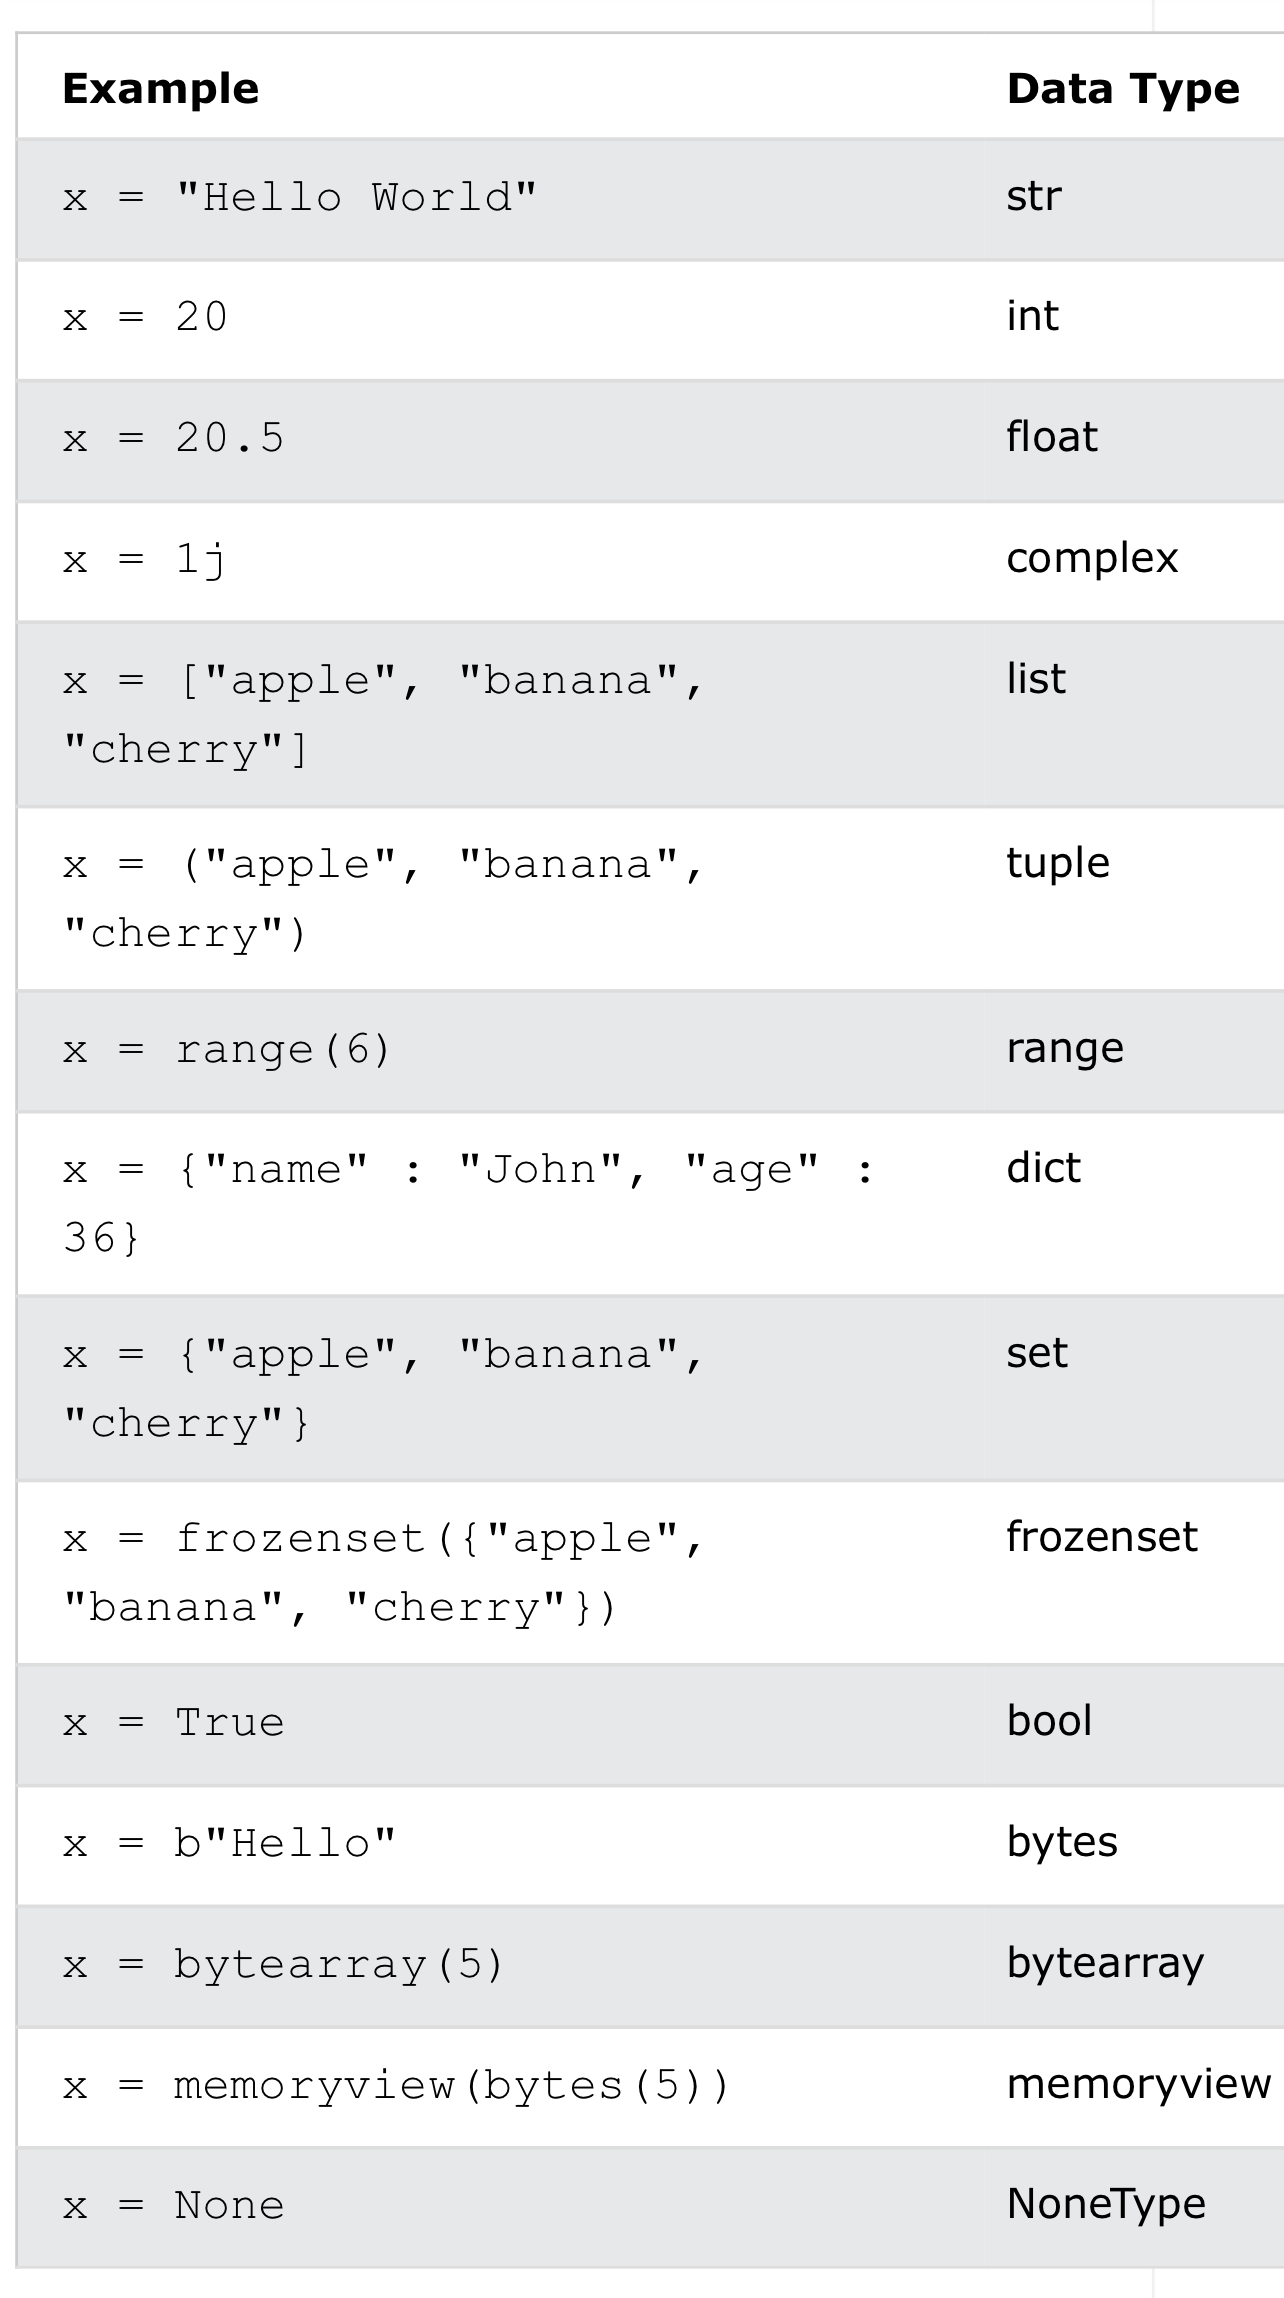 Example Data Type
x = "Hello World" str
x = 20 int
x = 20.5 float
x = 1j complex
x = ["apple", "banana", list
"cherry"]
x = ("apple", "banana", tuple
"cherry")
x = range(6) range
x = {"name" : "John", "age" : dict
36}
x = {"apple", "banana", set
"cherry"}
x = frozenset({"apple", frozenset
"banana", "cherry"})
x = True bool
x = b"Hello" bytes
x = bytearray(5) bytearray
x = memoryview(bytes(5)) memoryview
x = None NoneType